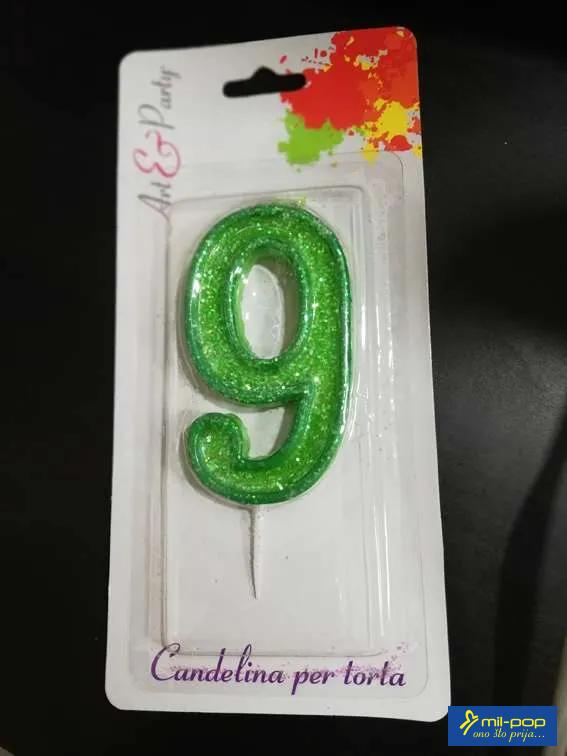 Art & Party
9
Candelina per torta
mil-pop
ono što prija...